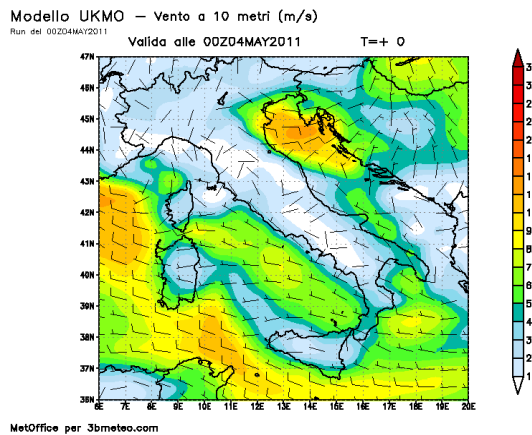 Modello UKMO – Vento a 10 metri (m/s)
Run del 00Z04MAY2011
Valida alle 00Z04MAY2011 T=+ 0
47N
46N
45N
44N
43N
42N
41N
40N
39N
38N
37N
36N
6E 7E 8E 9E 10E 11E 12E 13E 14E 15E 16E 17E 18E 19E 20E
MetOffice per 3bmeteo.com